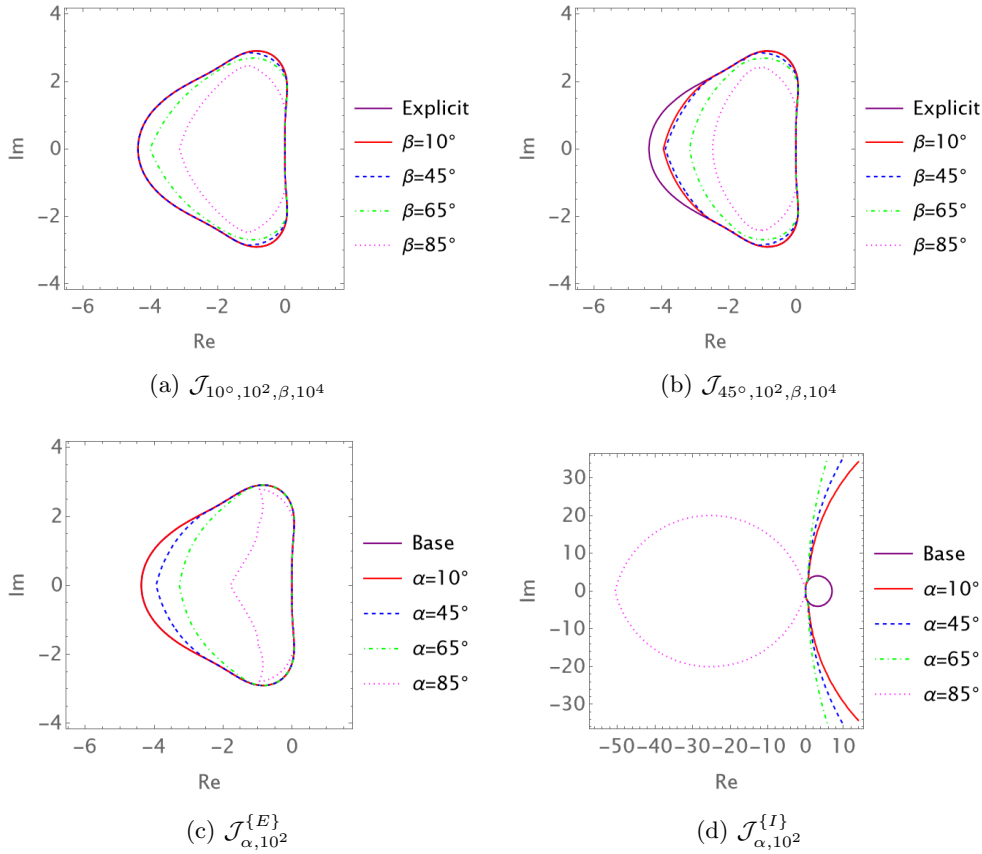 4
2
0
−2
−4
Im
−6 −4 −2 0
Re
Explicit
β=10°
β=45°
β=65°
β=85°
(a) 𝒥10°,10²,β,10⁴
4
2
0
−2
−4
Im
−6 −4 −2 0
Re
Explicit
β=10°
β=45°
β=65°
β=85°
(b) 𝒥45°,10²,β,10⁴
4
2
0
−2
−4
Im
−6 −4 −2 0
Re
Base
α=10°
α=45°
α=65°
α=85°
(c) 𝒥{E}α,10²
30
20
10
0
−10
−20
−30
Im
−50 −40 −30 −20 −10 0 10
Re
Base
α=10°
α=45°
α=65°
α=85°
(d) 𝒥{I}α,10²